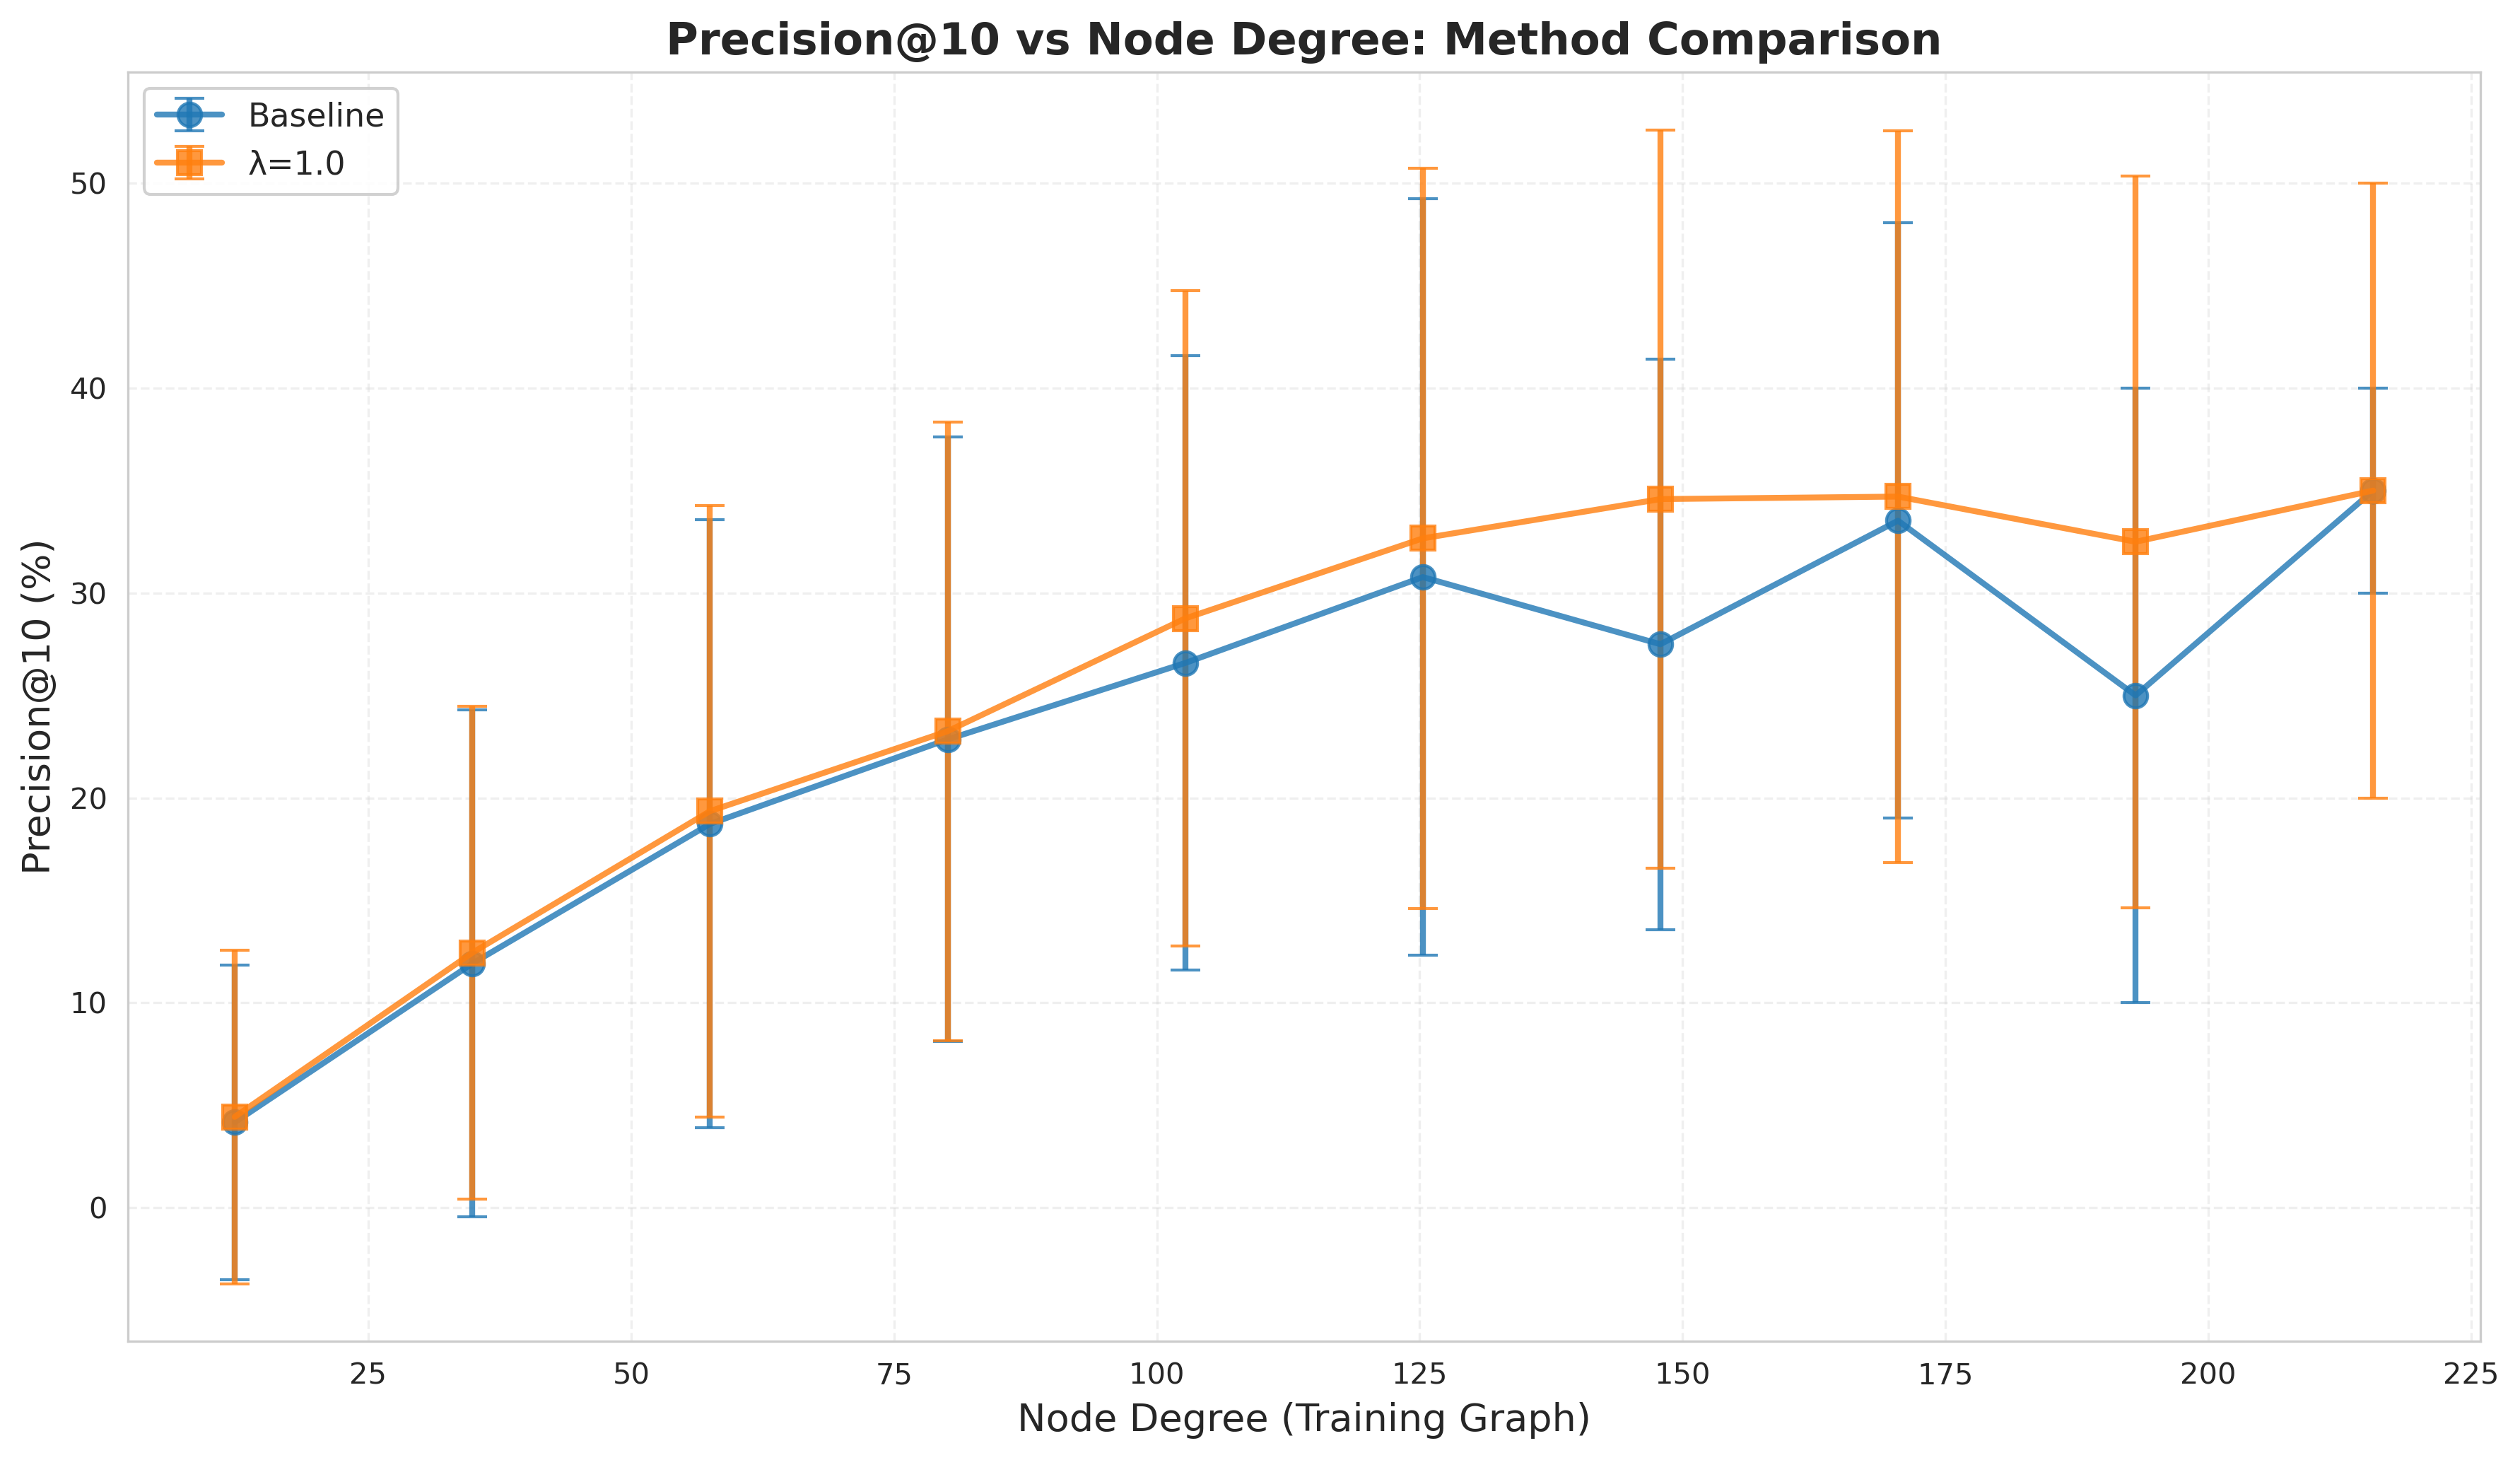 Precision@10 vs Node Degree: Method Comparison
Baseline
λ=1.0
Precision@10 (%)
50
40
30
20
10
0
25 50 75 100 125 150 175 200 225
Node Degree (Training Graph)